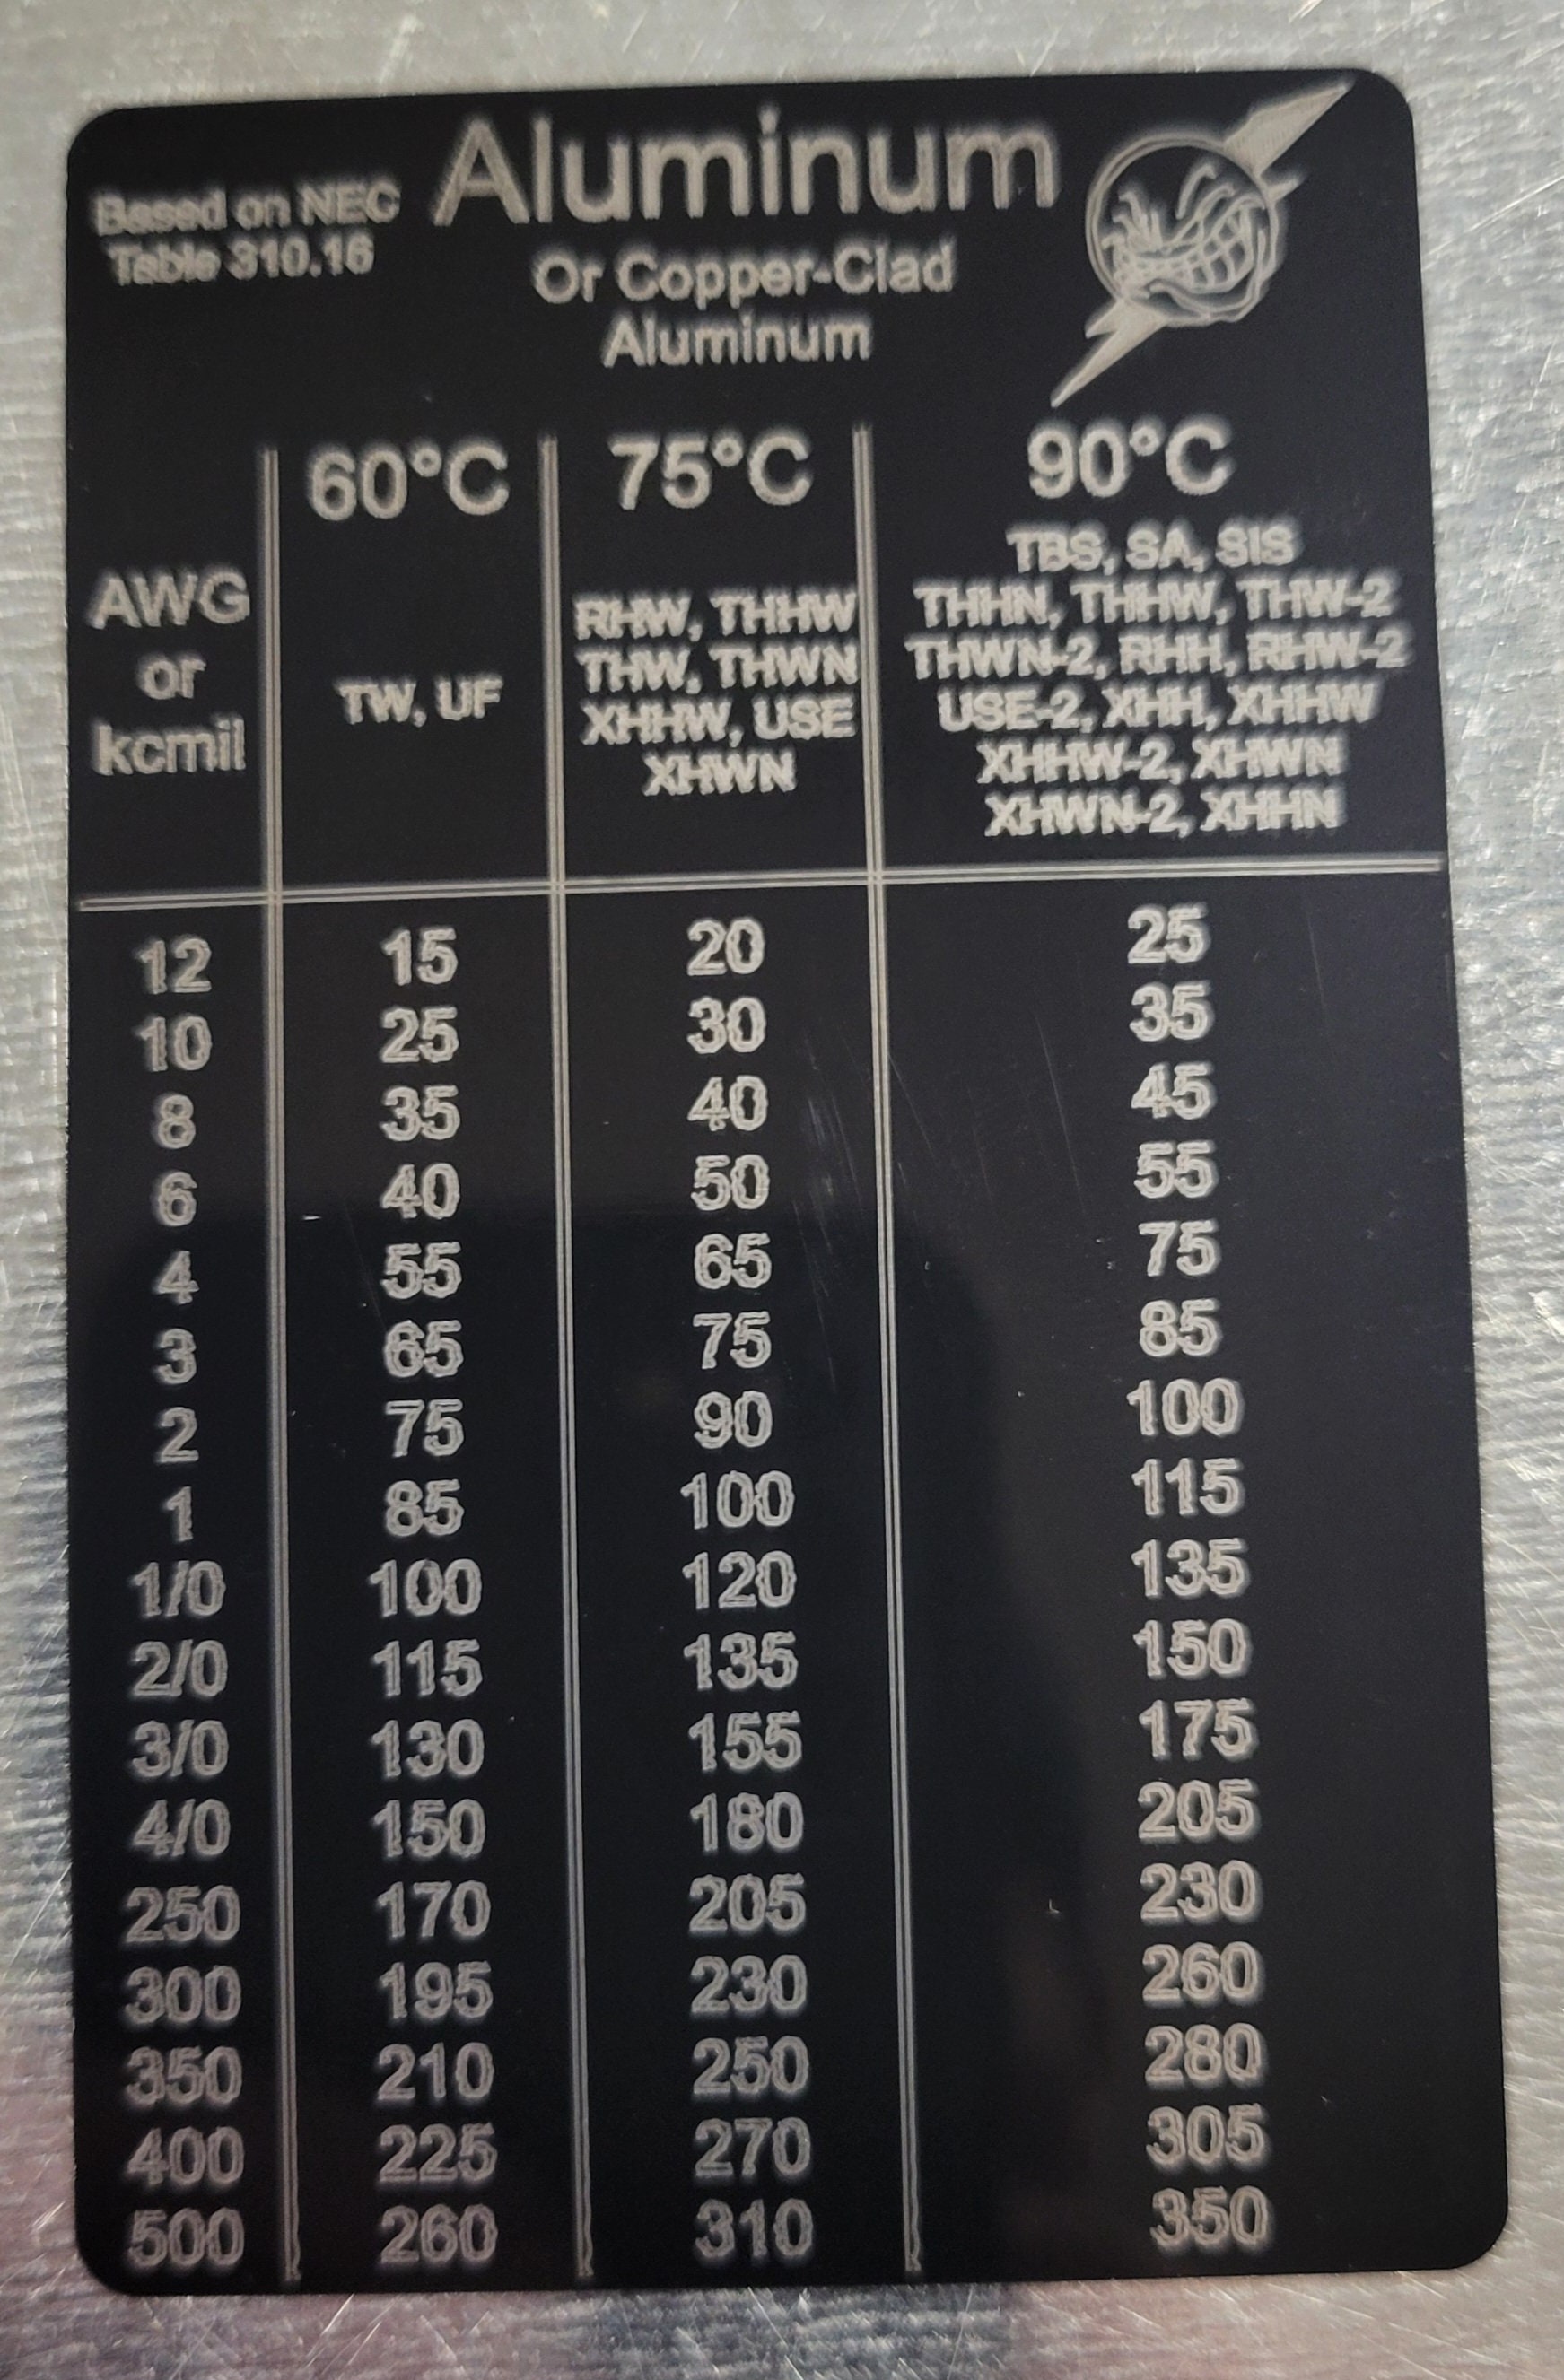 Aluminum
Based on NEC
Table 310.16
Or Copper-Clad
Aluminum
AWG
or
kcmil
60°C
TW, UF
75°C
RHW, THHW
THW, THWN
XHHW, USE
XHWN
90°C
TBS, SA, SIS
THHN, THHW, THW-2
THWN-2, RHH, RHW-2
USE-2, XHH, XHHW
XHHW-2, XHWN
XHWN-2, XHHN
12 15 20 25
10 25 30 35
8 35 40 45
6 40 50 55
4 55 65 75
3 65 75 85
2 75 90 100
1 85 100 115
1/0 100 120 135
2/0 115 135 150
3/0 130 155 175
4/0 150 180 205
250 170 205 230
300 195 230 260
350 210 250 280
400 225 270 305
500 260 310 350